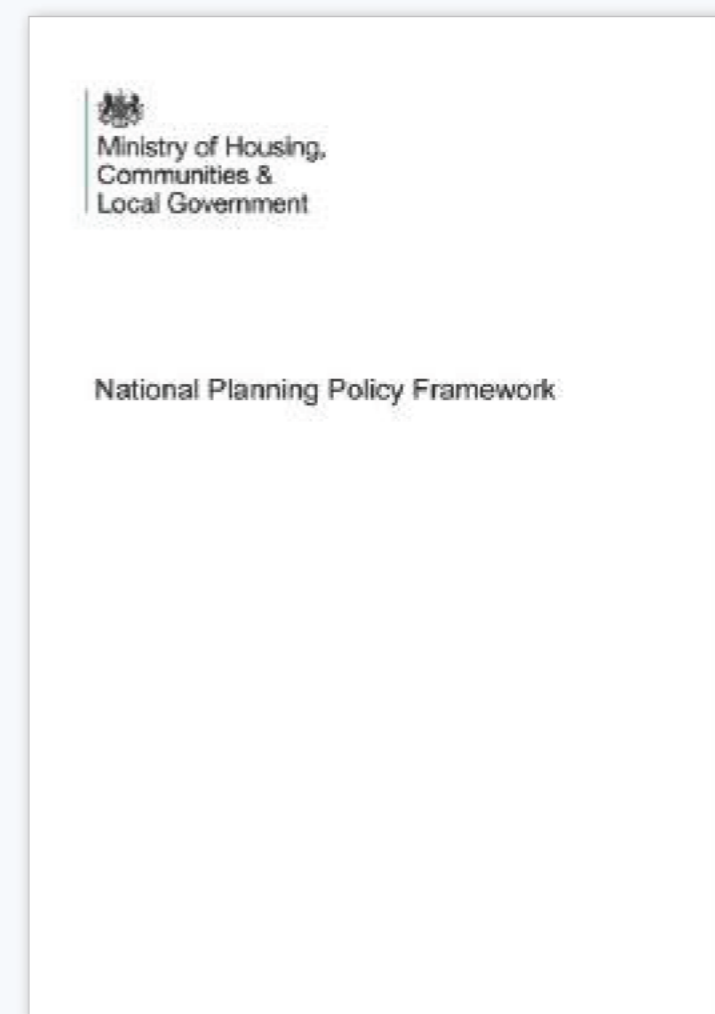 Ministry of Housing,
Communities &
Local Government
National Planning Policy Framework